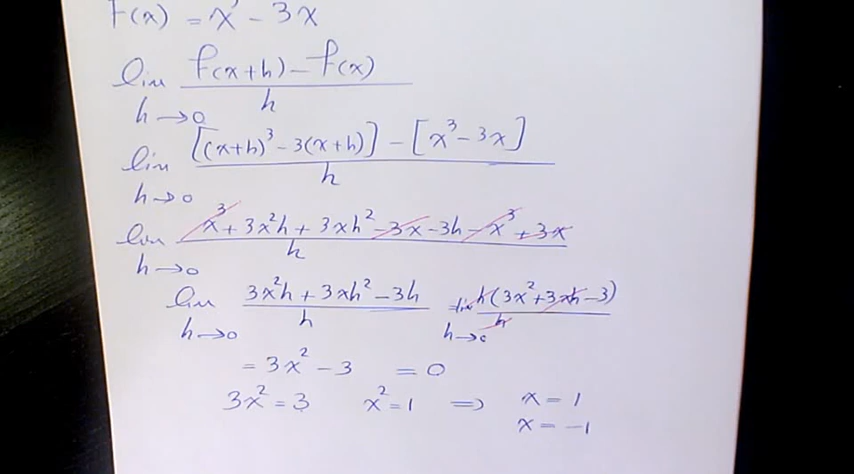 F(x) = x³ - 3x
lim h→0 f(x+h) - f(x) / h
lim h→0 [(x+h)³ - 3(x+h)] - [x³ - 3x] / h
lim h→0 x³ + 3x²h + 3xh² - 3x - 3h - x³ + 3x / h
lim h→0 3x²h + 3xh² - 3h / h lim h→0 h(3x² + 3xh - 3) / h
= 3x² - 3 = 0
3x² = 3 x² = 1 ⟹ x = 1
x = -1